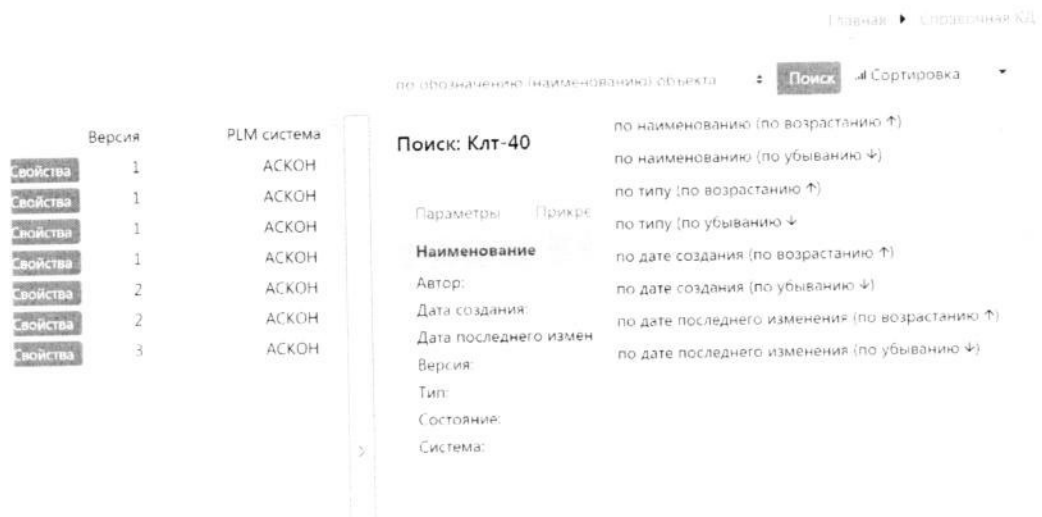 Главная ▶ Справочная КД
по обозначению (наименованию) объекта Поиск Сортировка
Версия PLM система
Свойства 1 АСКОН
Свойства 1 АСКОН
Свойства 1 АСКОН
Свойства 1 АСКОН
Свойства 2 АСКОН
Свойства 2 АСКОН
Свойства 3 АСКОН
Поиск: Клт-40
Параметры Прикре
Наименование
Автор:
Дата создания:
Дата последнего измен
Версия:
Тип:
Состояние:
Система:
по наименованию (по возрастанию ↑)
по наименованию (по убыванию ↓)
по типу (по возрастанию ↑)
по типу (по убыванию ↓
по дате создания (по возрастанию ↑)
по дате создания (по убыванию ↓)
по дате последнего изменения (по возрастанию ↑)
по дате последнего изменения (по убыванию ↓)